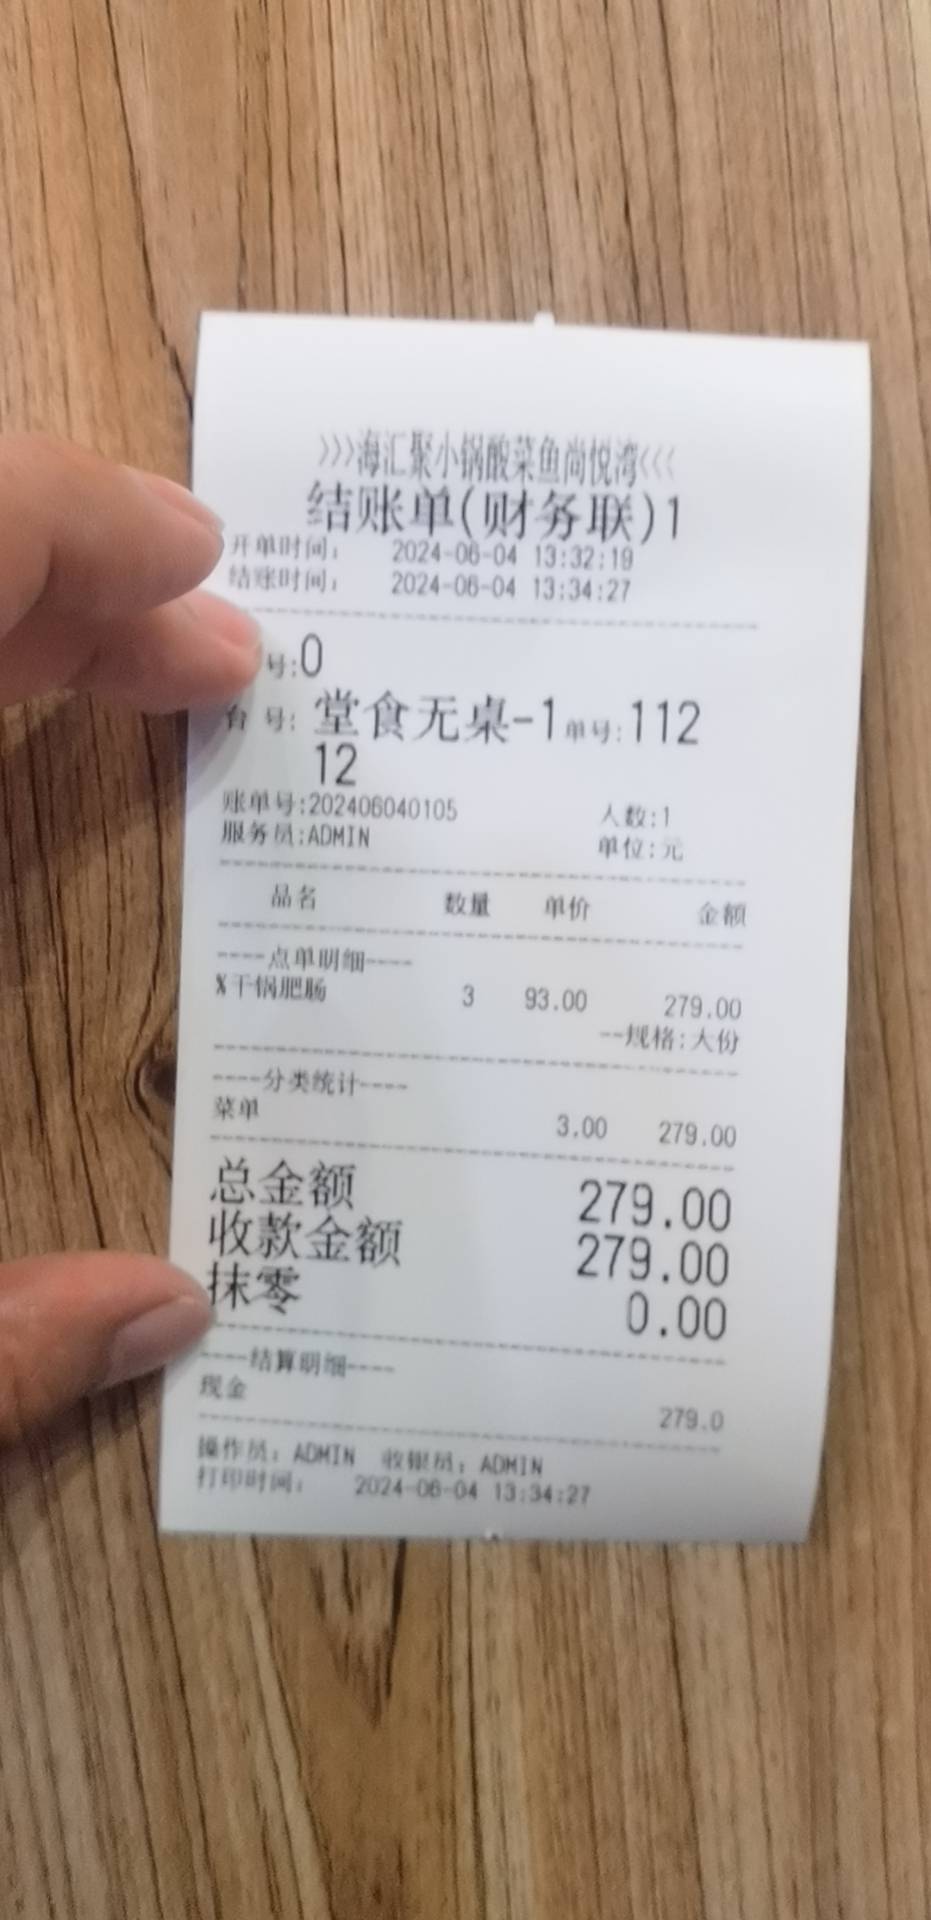 >>>海汇聚小锅酸菜鱼尚悦湾<<<
结账单(财务联)1
开单时间: 2024-06-04 13:32:19
结账时间: 2024-06-04 13:34:27
号:0
台 号: 堂食无桌-1 单号:112
12
账单号:202406040105 人数:1
服务员:ADMIN 单位:元
品名 数量 单价 金额
----点单明细----
%干锅肥肠 3 93.00 279.00
--规格:大份
----分类统计----
菜单 3.00 279.00
总金额 279.00
收款金额 279.00
抹零 0.00
----结算明细----
现金 279.0
操作员: ADMIN 收银员: ADMIN
打印时间: 2024-06-04 13:34:27